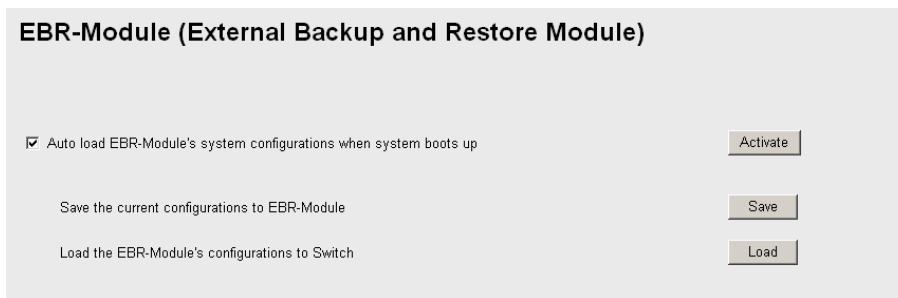 EBR-Module (External Backup and Restore Module)
Auto load EBR-Module's system configurations when system boots up Activate
Save the current configurations to EBR-Module Save
Load the EBR-Module's configurations to Switch Load